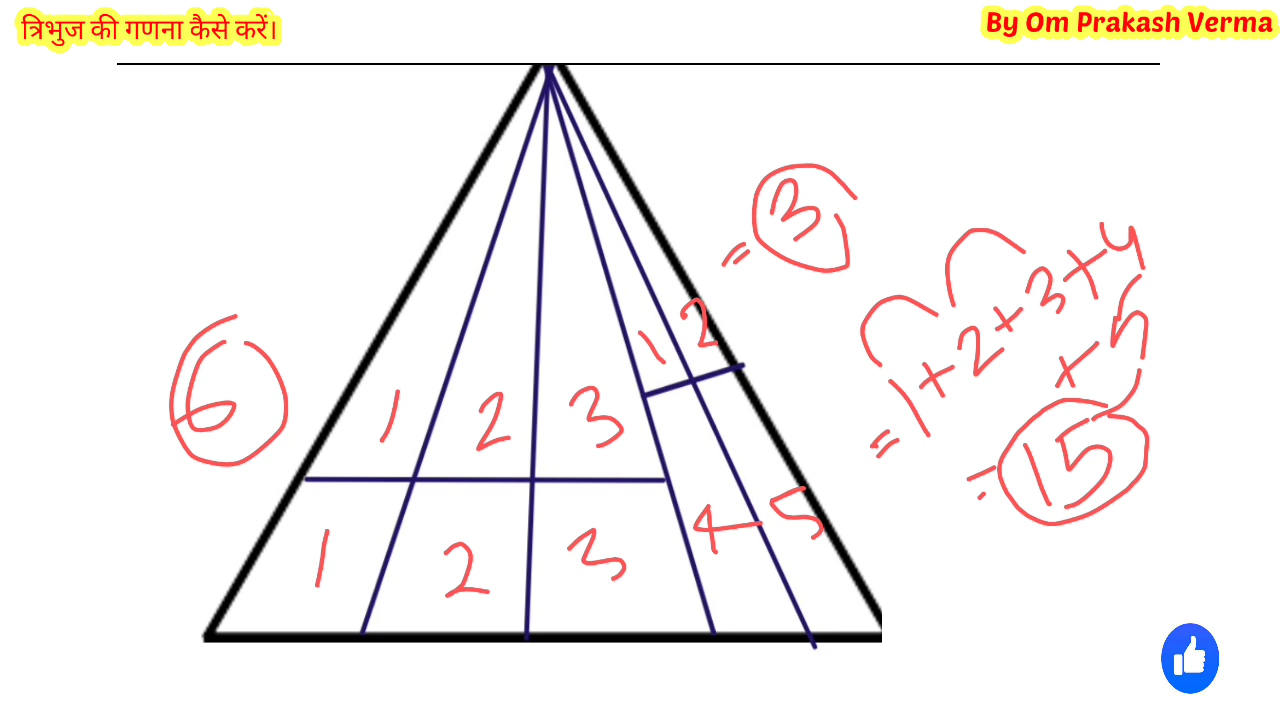 त्रिभुज की गणना कैसे करें।
By Om Prakash Verma
= 3
1 2
6
1 2 3
1 2 3 4 5
= 1+2+3+4
+5
= 15